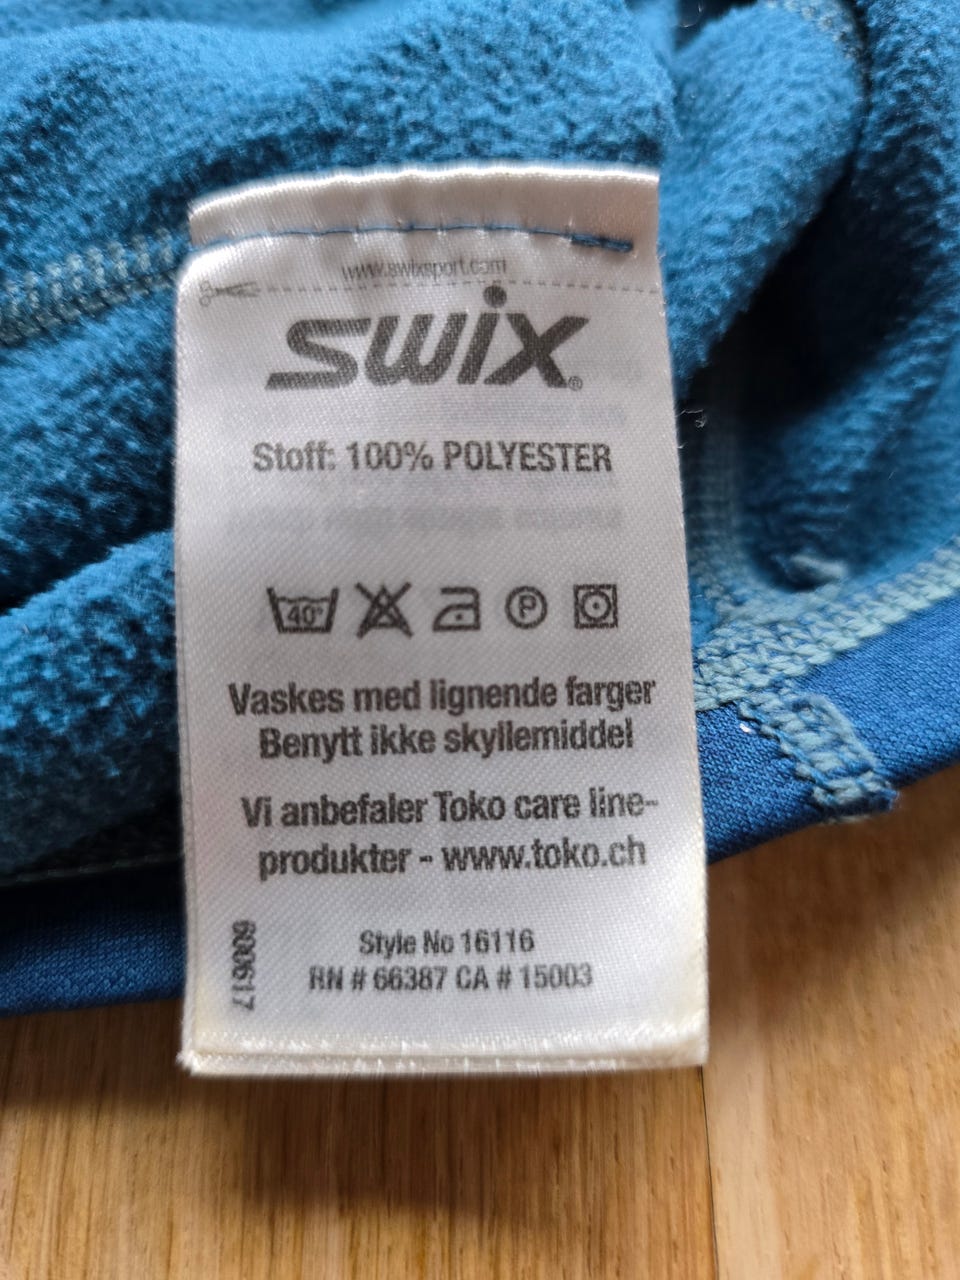 www.swixsport.com
swix®
Stoff: 100% POLYESTER
40°
P
Vaskes med lignende farger
Benytt ikke skyllemiddel
Vi anbefaler Toko care line-
produkter - www.toko.ch
600617
Style No 16116
RN # 66387 CA # 15003